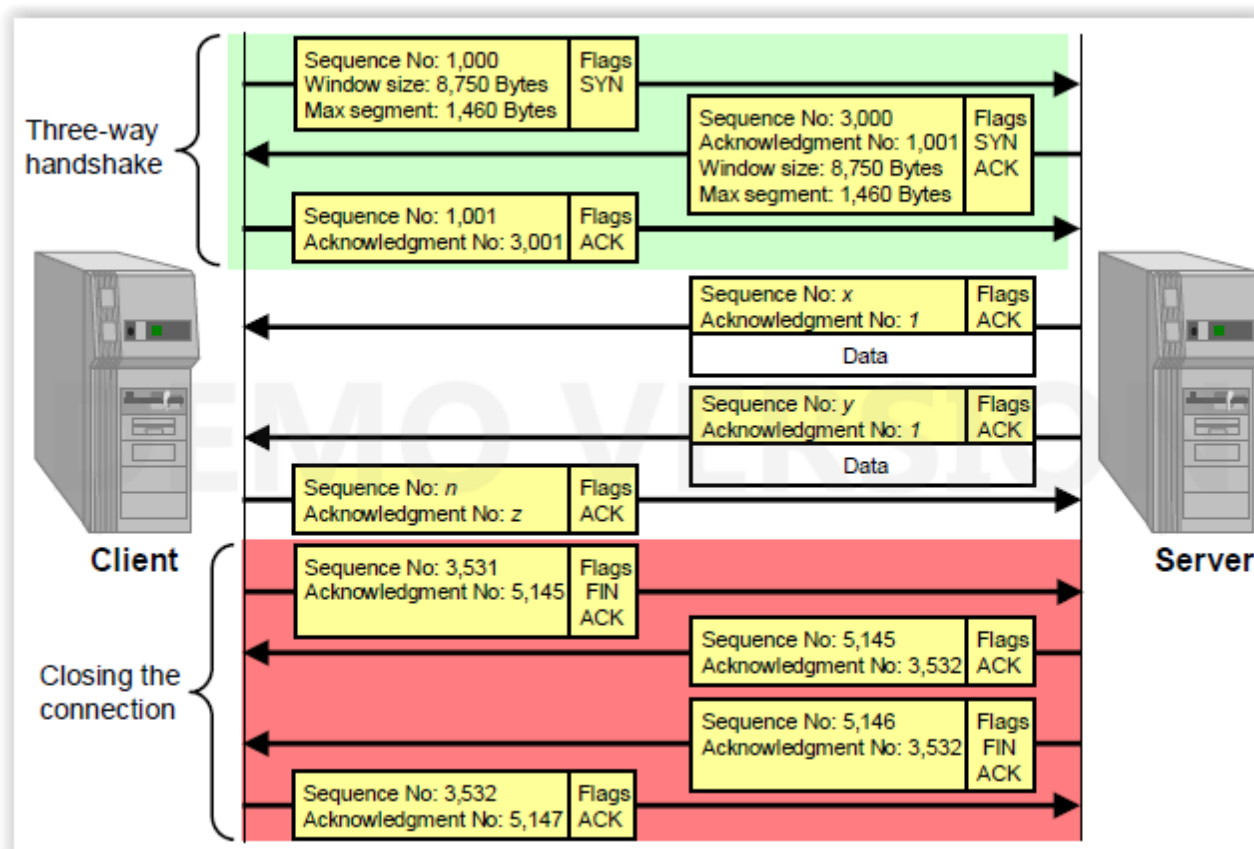 Sequence No: 1,000
Window size: 8,750 Bytes
Max segment: 1,460 Bytes
Flags
SYN
Three-way
handshake
Sequence No: 3,000
Acknowledgment No: 1,001
Window size: 8,750 Bytes
Max segment: 1,460 Bytes
Flags
SYN
ACK
Sequence No: 1,001
Acknowledgment No: 3,001
Flags
ACK
Sequence No: x
Acknowledgment No: 1
Flags
ACK
Data
Sequence No: y
Acknowledgment No: 1
Flags
ACK
Data
DEMO VERSION
Sequence No: n
Acknowledgment No: z
Flags
ACK
Client
Server
Sequence No: 3,531
Acknowledgment No: 5,145
Flags
FIN
ACK
Sequence No: 5,145
Acknowledgment No: 3,532
Flags
ACK
Closing the
connection
Sequence No: 5,146
Acknowledgment No: 3,532
Flags
FIN
ACK
Sequence No: 3,532
Acknowledgment No: 5,147
Flags
ACK